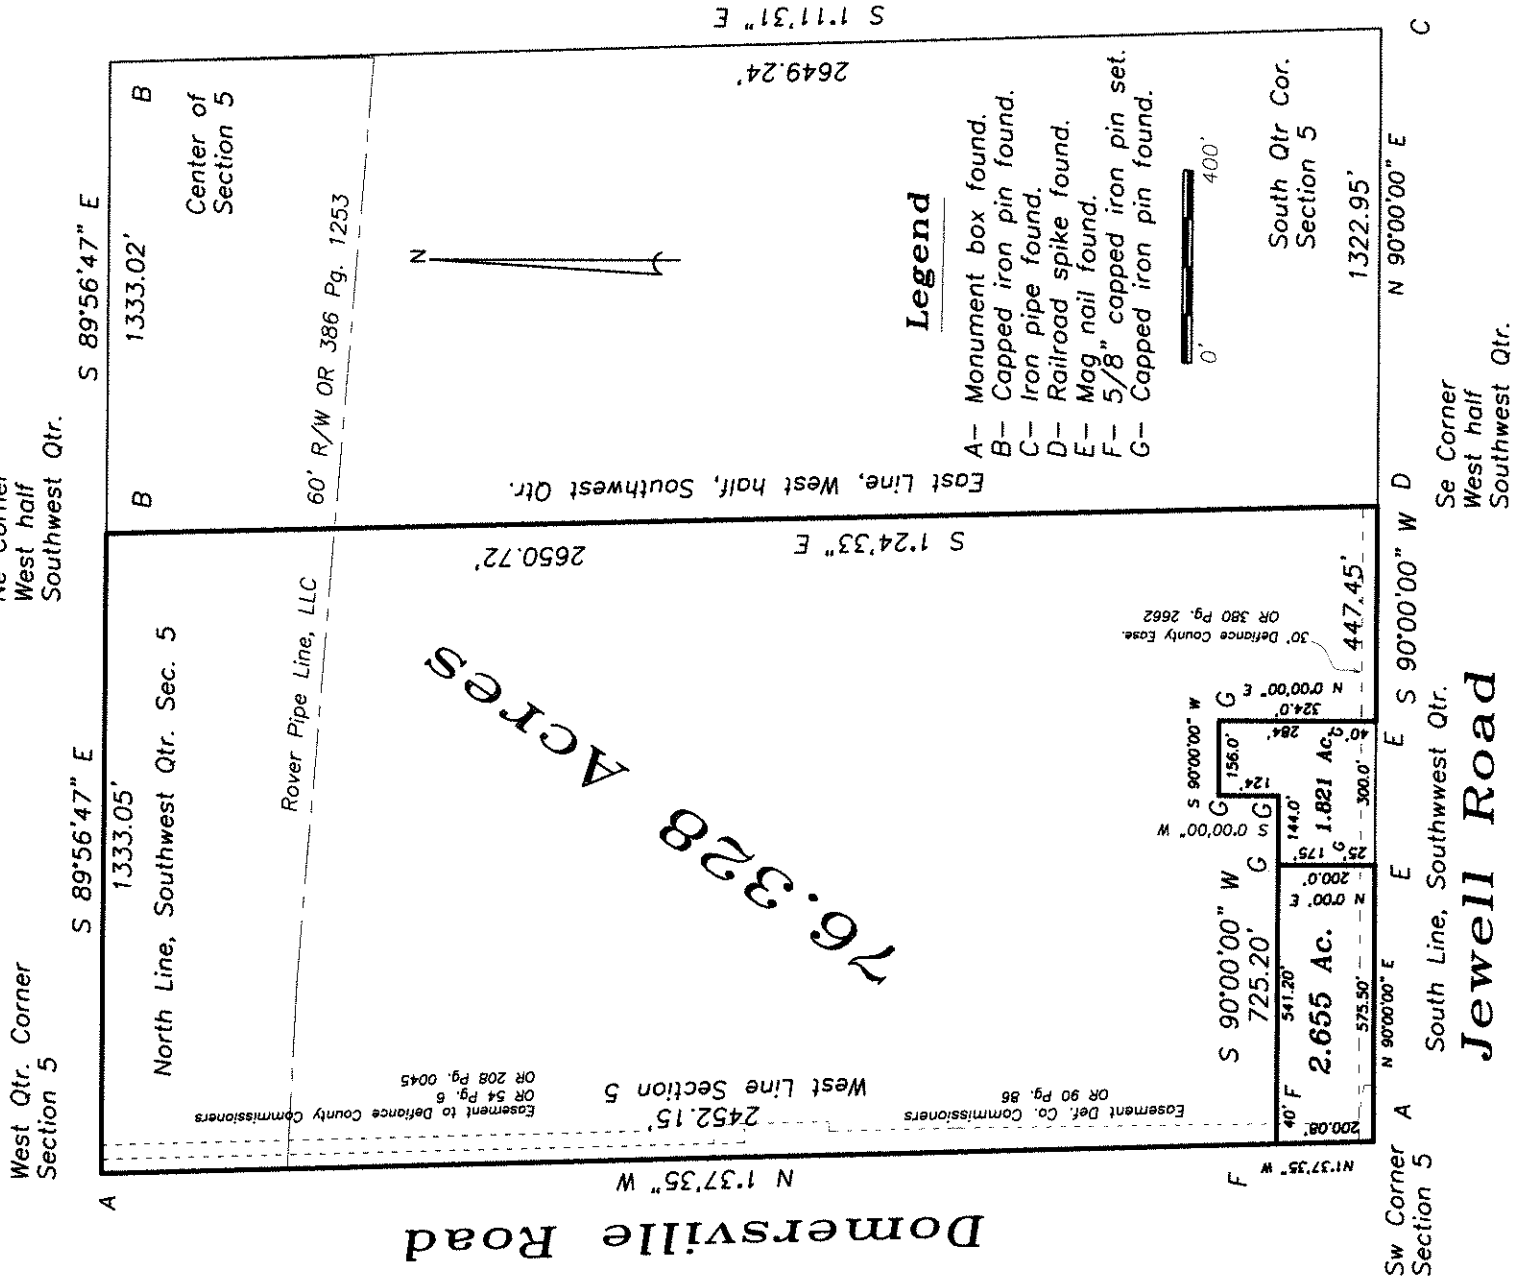 West Qtr. Corner
Section 5
S 89°56'47" E
1333.05'
North Line, Southwest Qtr. Sec. 5
West half
Southwest Qtr.
S 89°56'47" E
1333.02'
B
B
Center of
Section 5
A
Rover Pipe Line, LLC
60' R/W OR 386 Pg. 1253
N
S 1°11'31" E
2649.24'
East Line, West half, Southwest Qtr.
2650.72'
S 1°24'33" E
76.328 Acres
Domersville Road
N 1°37'35" W
2452.15'
West Line Section 5
Easement to Defiance County Commissioners
OR 54 Pg. 6
OR 208 Pg. 0045
Easement Def. Co. Commissioners
OR 90 Pg. 86
Legend
A– Monument box found.
B– Capped iron pin found.
C– Iron pipe found.
D– Railroad spike found.
E– Mag nail found.
F– 5/8" capped iron pin set.
G– Capped iron pin found.
0'
400'
South Qtr Cor.
Section 5
1322.95'
N 90°00'00" E
C
30' Defiance County Ease.
OR 380 Pg. 2662
447.45'
S 90°00'00" W
D
Se Corner
West half
Southwest Qtr.
S 90°00'00" W
725.20'
G
541.20'
2.655 Ac.
575.50'
N 90°00'00" E
40'
F
200.08'
N1°37'35" W
F
N 0°00' E
200.0'
S 0°00'00" W
G
G
S 90°00'00" W
156.0'
124'
G
N 0°00'00" E
324.0'
284'
40'
G
144.0'
1.821 Ac.
175'
G
25'
300.0'
E
E
A
Sw Corner
Section 5
South Line, Southwest Qtr.
Jewell Road